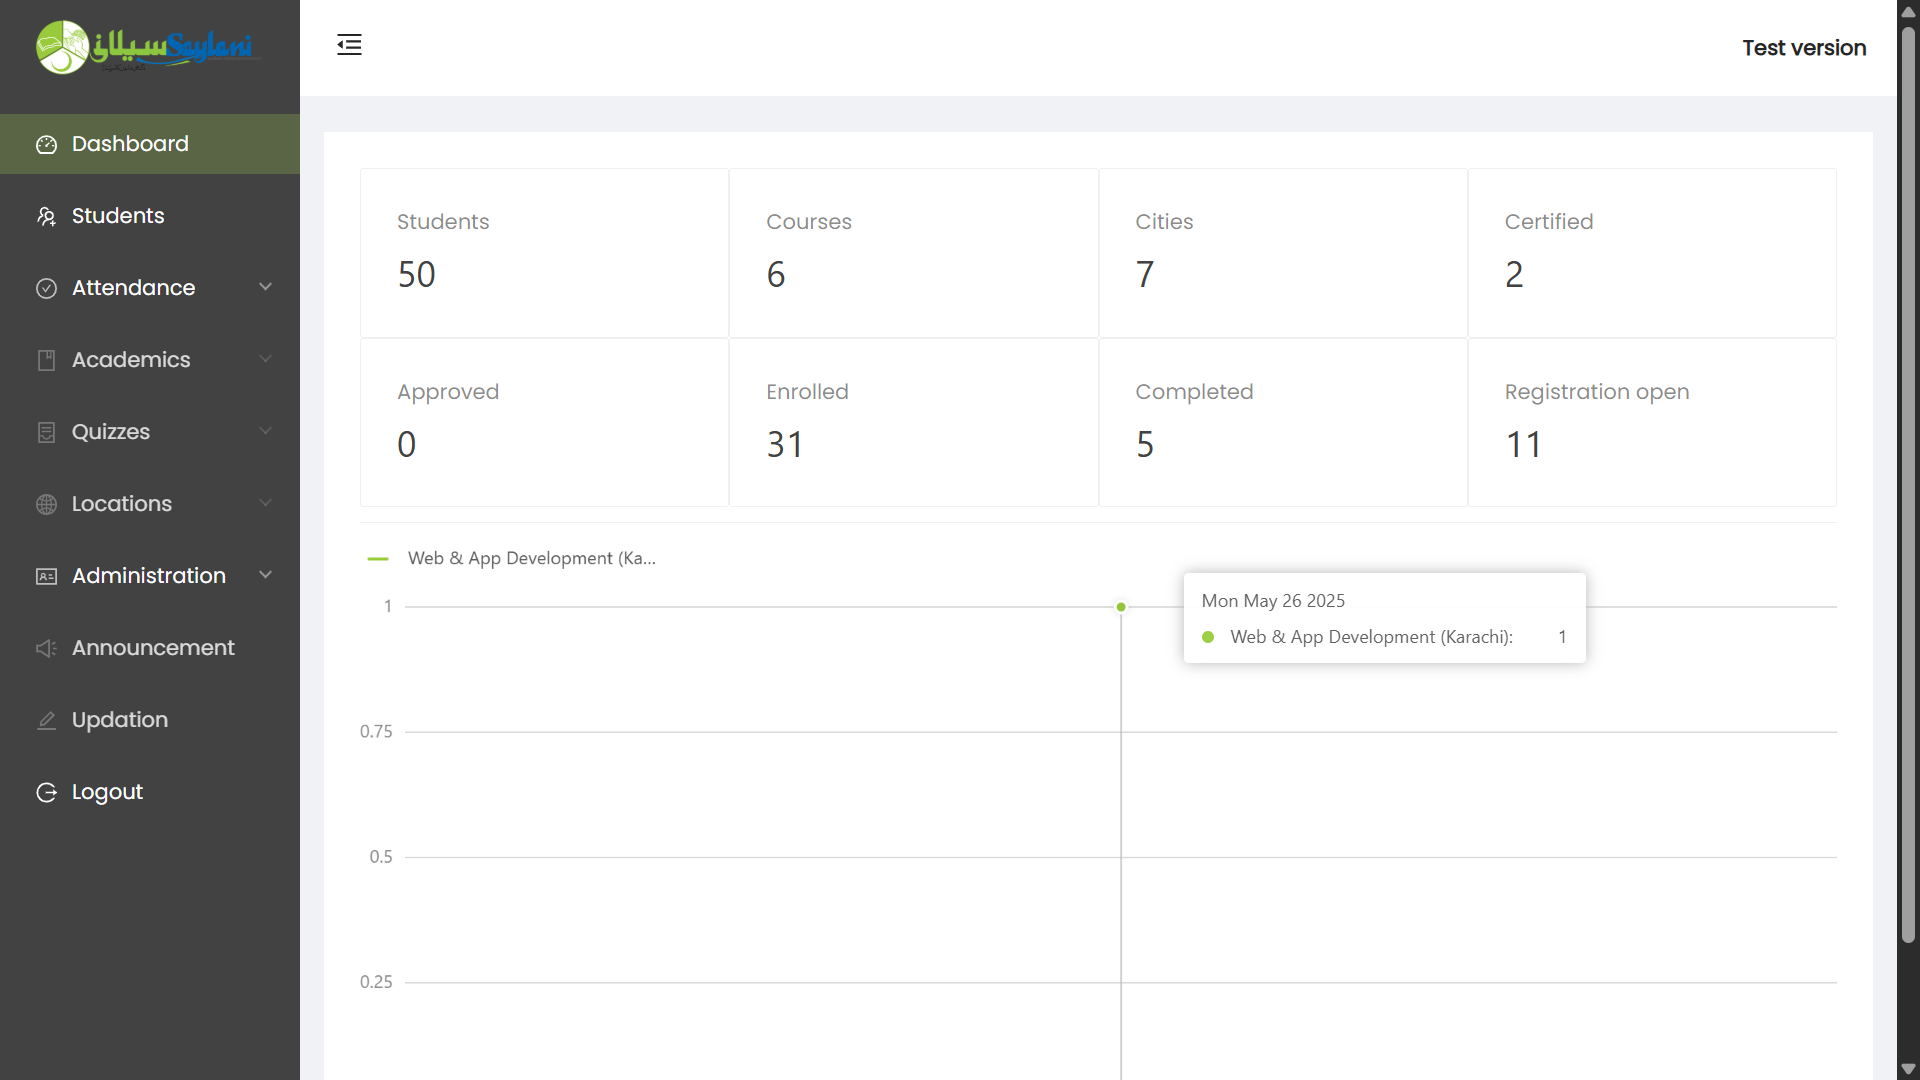 سیلانی Saylani
Test version
Dashboard
Students
Attendance
Academics
Quizzes
Locations
Administration
Announcement
Updation
Logout
Students
50
Courses
6
Cities
7
Certified
2
Approved
0
Enrolled
31
Completed
5
Registration open
11
Web & App Development (Ka...
Mon May 26 2025
Web & App Development (Karachi): 1
1
0.75
0.5
0.25